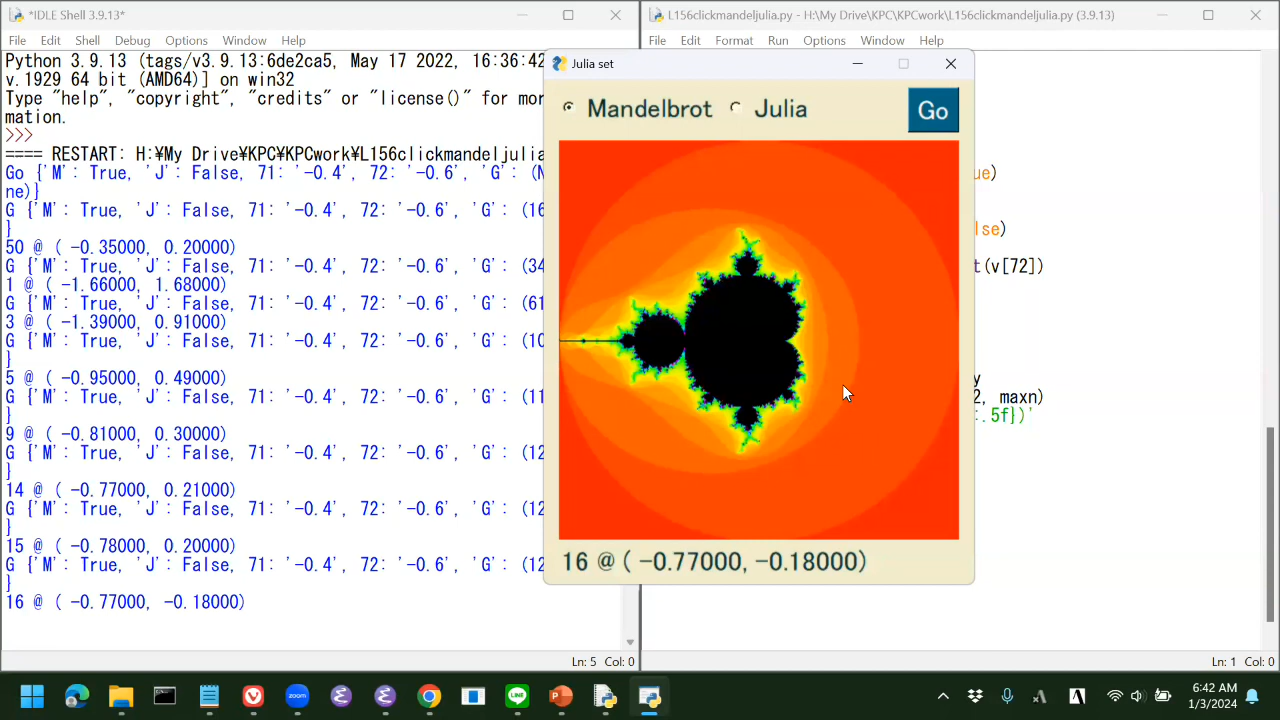 *IDLE Shell 3.9.13*
File Edit Shell Debug Options Window Help
Python 3.9.13 (tags/v3.9.13:6de2ca5, May 17 2022, 16:36:42
v.1929 64 bit (AMD64)] on win32
Type "help", "copyright", "credits" or "license()" for mor
mation.
>>>
==== RESTART: H:¥My Drive¥KPC¥KPCwork¥L156clickmandeljulia
Go {'M': True, 'J': False, 71: '-0.4', 72: '-0.6', 'G': (N
ne)}
G {'M': True, 'J': False, 71: '-0.4', 72: '-0.6', 'G': (16
}
50 @ ( -0.35000, 0.20000)
G {'M': True, 'J': False, 71: '-0.4', 72: '-0.6', 'G': (34
1 @ ( -1.66000, 1.68000)
G {'M': True, 'J': False, 71: '-0.4', 72: '-0.6', 'G': (61
3 @ ( -1.39000, 0.91000)
G {'M': True, 'J': False, 71: '-0.4', 72: '-0.6', 'G': (10
}
5 @ ( -0.95000, 0.49000)
G {'M': True, 'J': False, 71: '-0.4', 72: '-0.6', 'G': (11
}
9 @ ( -0.81000, 0.30000)
G {'M': True, 'J': False, 71: '-0.4', 72: '-0.6', 'G': (12
}
14 @ ( -0.77000, 0.21000)
G {'M': True, 'J': False, 71: '-0.4', 72: '-0.6', 'G': (12
}
15 @ ( -0.78000, 0.20000)
G {'M': True, 'J': False, 71: '-0.4', 72: '-0.6', 'G': (12
}
16 @ ( -0.77000, -0.18000)
Ln: 5 Col: 0
L156clickmandeljulia.py - H:\My Drive\KPC\KPCwork\L156clickmandeljulia.py (3.9.13)
File Edit Format Run Options Window Help
ue)
lse)
t(v[72])
y
2, maxn)
:.5f})'
Ln: 1 Col: 0
Julia set
Mandelbrot Julia Go
16 @ ( -0.77000, -0.18000)
zoom
LINE
A
6:42 AM
1/3/2024